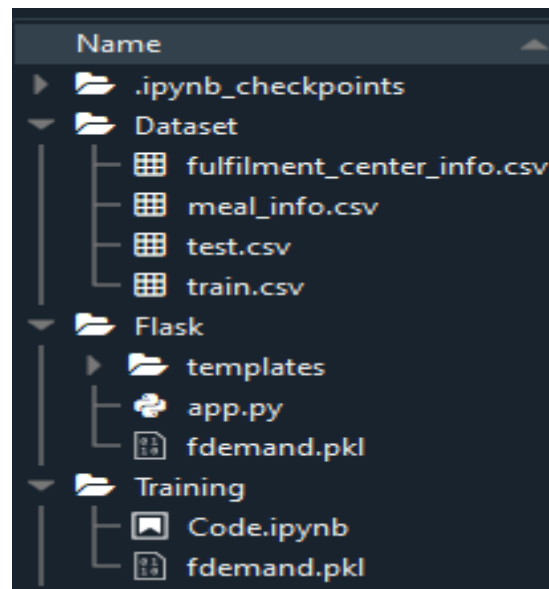 Name
.ipynb_checkpoints
Dataset
fulfilment_center_info.csv
meal_info.csv
test.csv
train.csv
Flask
templates
app.py
fdemand.pkl
Training
Code.ipynb
fdemand.pkl